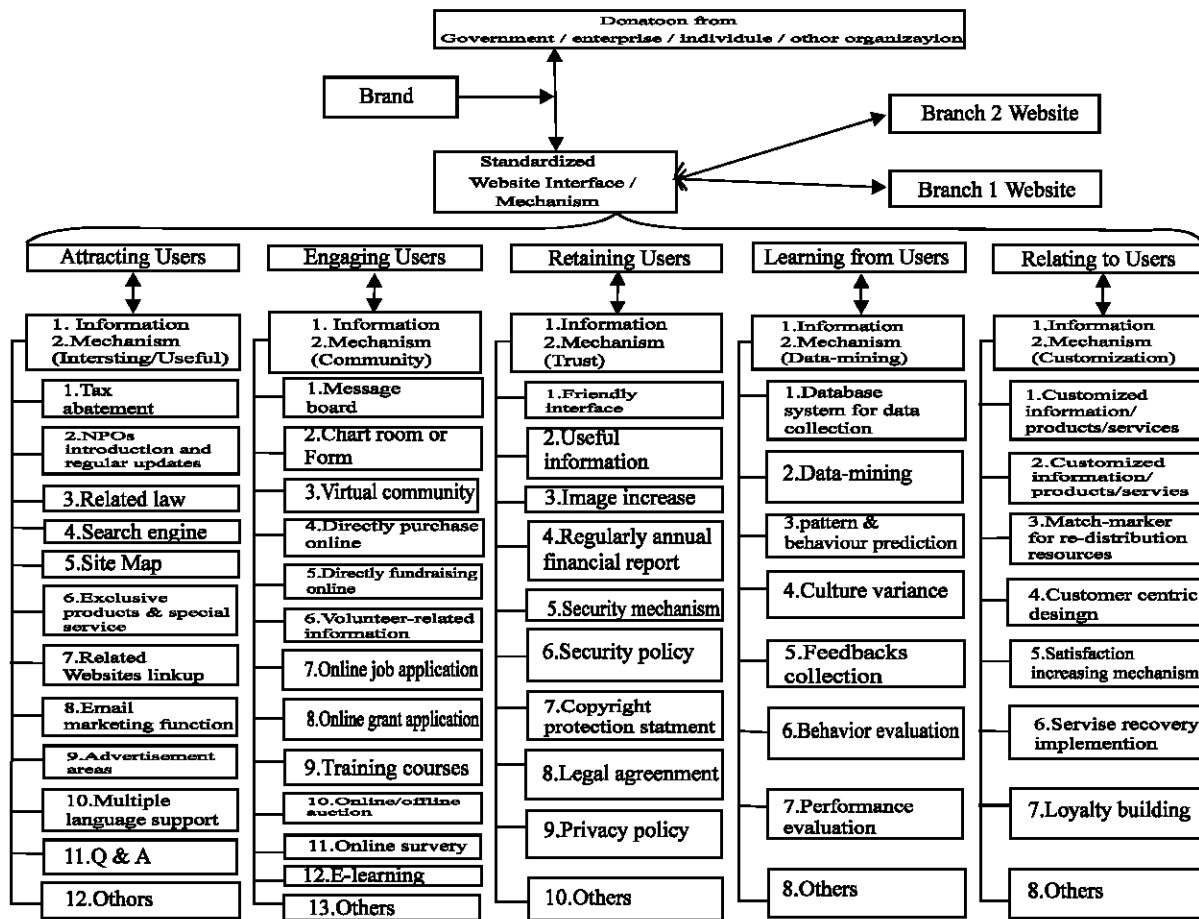 Donatoon from
Government / enterprise / individule / other organizayion
Brand
Branch 2 Website
Standardized
Website Interface /
Mechanism
Branch 1 Website
Attracting Users
1. Information
2.Mechanism
(Intersting/Useful)
1.Tax
abatement
2.NPOs
introduction and
regular updates
3.Related law
4.Search engine
5.Site Map
6.Exclusive
products & special
service
7.Related
Websites linkup
8.Email
marketing function
9.Advertisement
areas
10.Multiple
language support
11.Q & A
12.Othors
Engaging Users
1. Information
2.Mechanism
(Community)
1.Message
board
2.Chart room or
Form
3.Virtual community
4.Directly purchase
online
5.Directly fundraising
online
6.Volunteer-related
information
7.Online job application
8.Online grant application
9.Training courses
10.Online/offline
auction
11.Online survery
12.E-learning
13.Others
Retaining Users
1.Information
2.Mechanism
(Trust)
1.Friendly
interface
2.Useful
information
3.Image increase
4.Regularly annual
financial report
5.Security mechanism
6.Security policy
7.Copyright
protection statment
8.Legal agreenment
9.Privacy policy
10.Others
Learning from Users
1.Information
2.Mechanism
(Data-mining)
1.Database
system for data
collection
2.Data-mining
3.pattern &
behaviour prediction
4.Culture variance
5.Feedbacks
collection
6.Behavior evaluation
7.Performance
evaluation
8.Others
Relating to Users
1.Information
2.Mechanism
(Customization)
1.Customized
information/
products/services
2.Customized
information/
products/servies
3.Match-marker
for re-distribution
resources
4.Customer centric
desingn
5.Satisfaction
increasing mechanism
6.Servise recovery
implemention
7.Loyalty building
8.Others